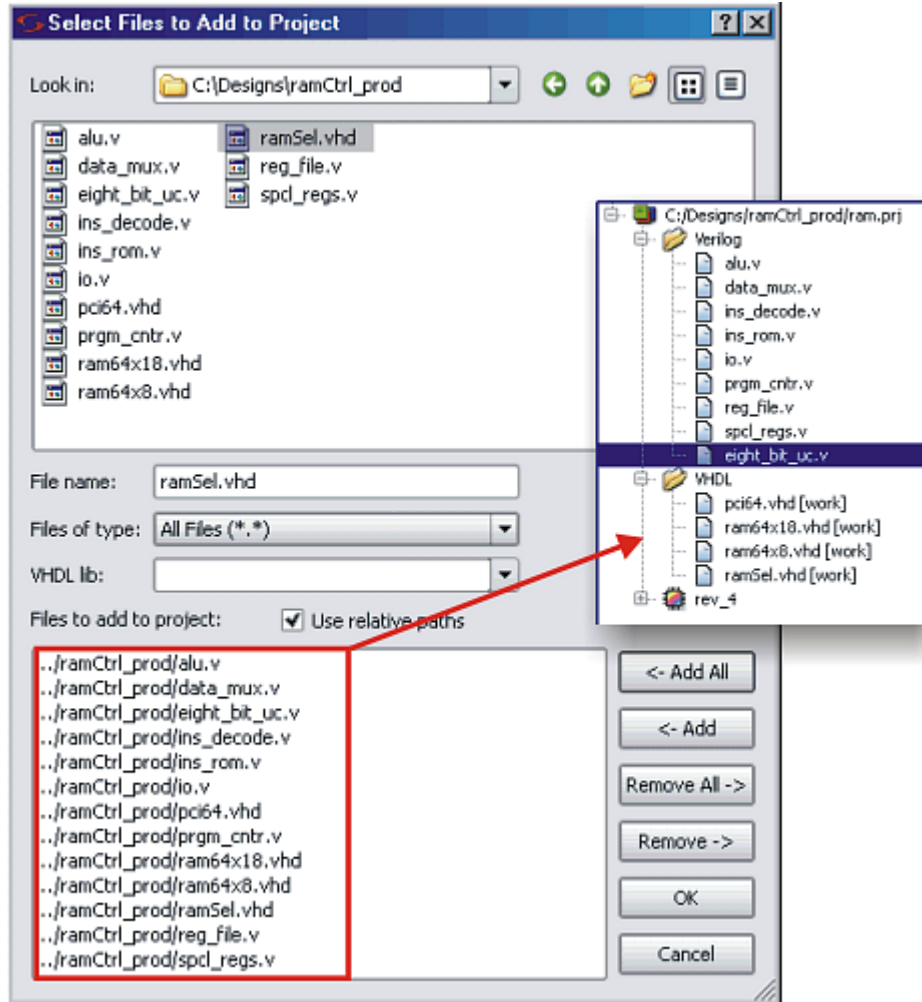 Select Files to Add to Project
Look in: C:\Designs\ramCtrl_prod
alu.v
data_mux.v
eight_bit_uc.v
ins_decode.v
ins_rom.v
io.v
pci64.vhd
prgm_cntr.v
ram64x18.vhd
ram64x8.vhd
ramSel.vhd
reg_file.v
spcl_regs.v
C:/Designs/ramCtrl_prod/ram.prj
Verilog
alu.v
data_mux.v
ins_decode.v
ins_rom.v
io.v
prgm_cntr.v
reg_file.v
spcl_regs.v
eight_bit_uc.v
VHDL
pci64.vhd [work]
ram64x18.vhd [work]
ram64x8.vhd [work]
ramSel.vhd [work]
rev_4
File name: ramSel.vhd
Files of type: All Files (*.*)
VHDL lib:
Files to add to project: Use relative paths
../ramCtrl_prod/alu.v
../ramCtrl_prod/data_mux.v
../ramCtrl_prod/eight_bit_uc.v
../ramCtrl_prod/ins_decode.v
../ramCtrl_prod/ins_rom.v
../ramCtrl_prod/io.v
../ramCtrl_prod/pci64.vhd
../ramCtrl_prod/prgm_cntr.v
../ramCtrl_prod/ram64x18.vhd
../ramCtrl_prod/ram64x8.vhd
../ramCtrl_prod/ramSel.vhd
../ramCtrl_prod/reg_file.v
../ramCtrl_prod/spcl_regs.v
<- Add All
<- Add
Remove All ->
Remove ->
OK
Cancel